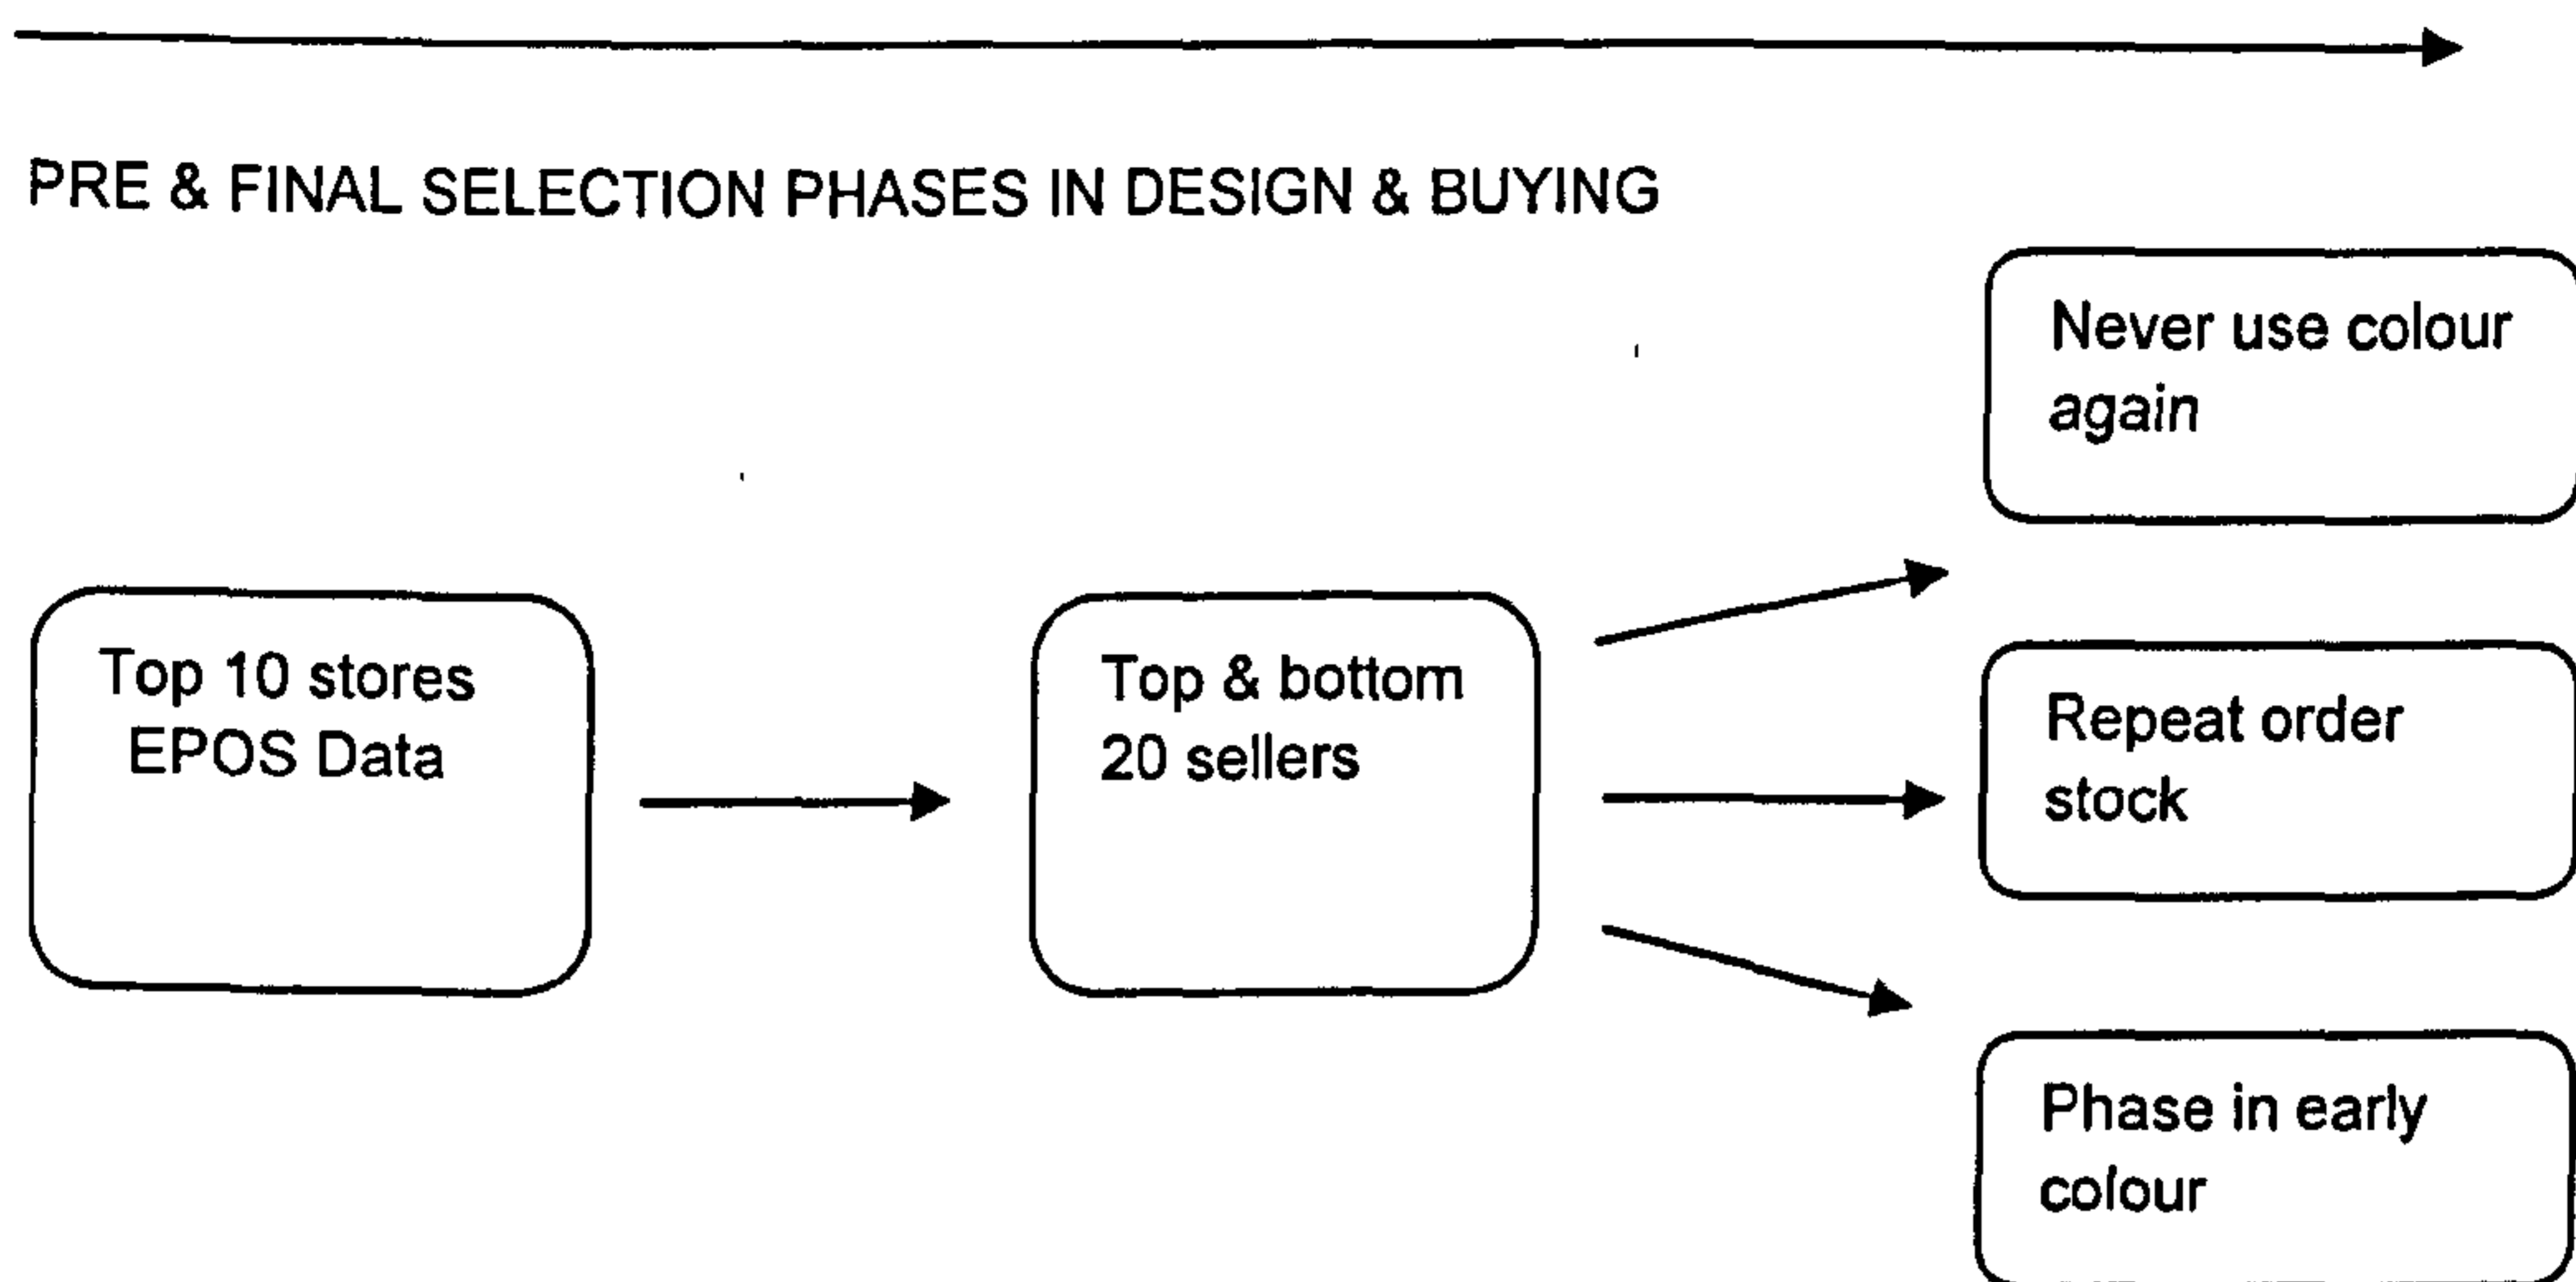 PRE & FINAL SELECTION PHASES IN DESIGN & BUYING
Never use colour
again
Top 10 stores
EPOS Data
Top & bottom
20 sellers
Repeat order
stock
Phase in early
colour